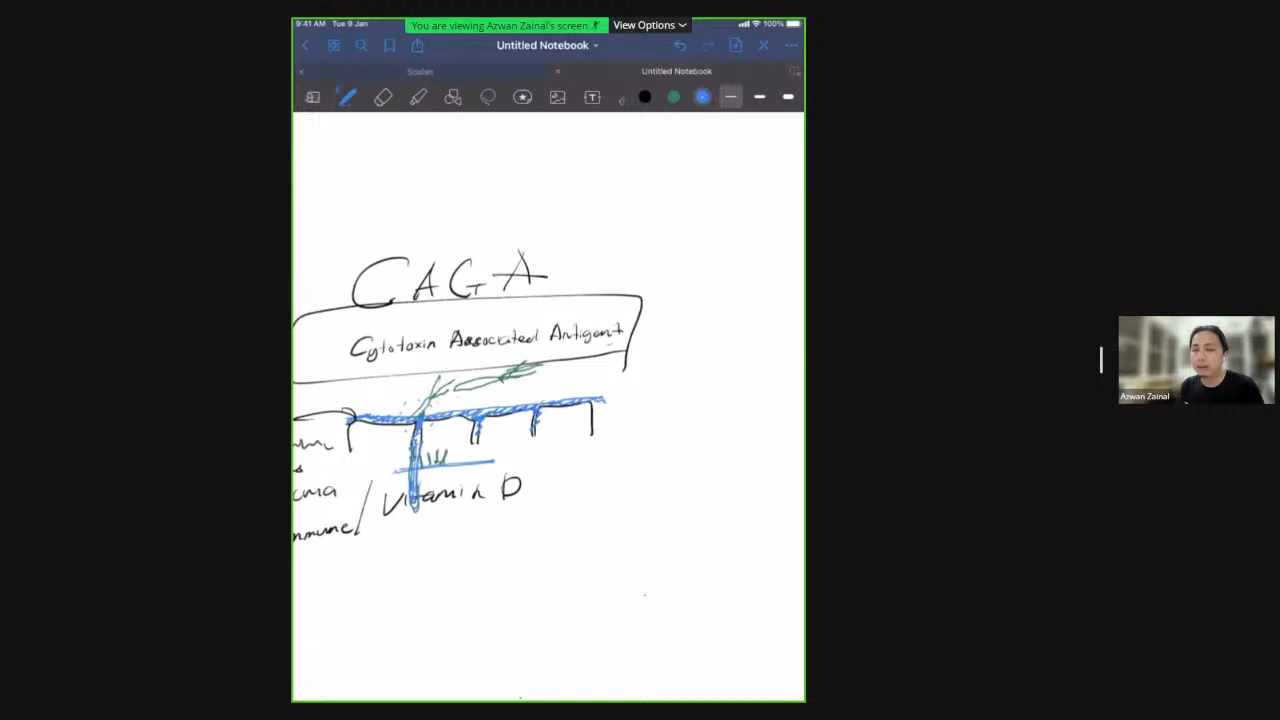 9:41 AM Tue 9 Jan
You are viewing Azwan Zainal's screen
View Options
100%
Untitled Notebook
Scalan
Untitled Notebook
CAGA
Cytotoxin Associated Antigent
Vitamin D
Azwan Zainal